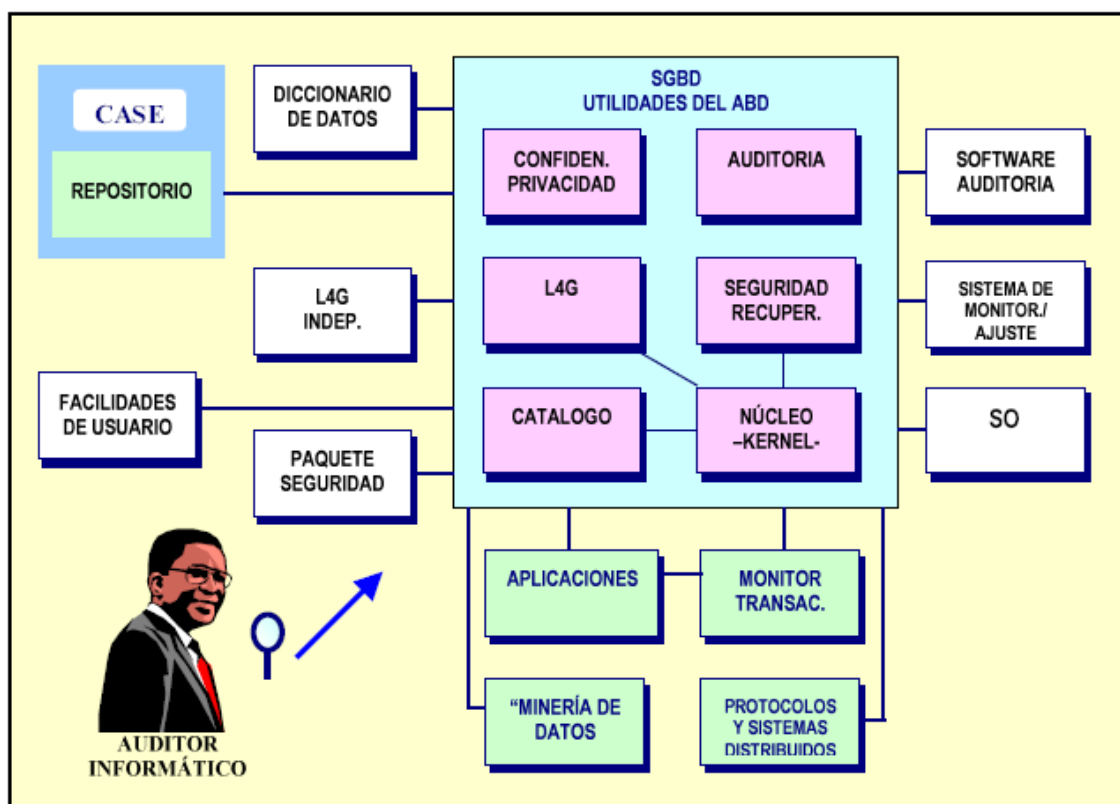 SGBD
UTILIDADES DEL ABD
CASE
REPOSITORIO
DICCIONARIO
DE DATOS
CONFIDEN.
PRIVACIDAD
AUDITORIA
SOFTWARE
AUDITORIA
L4G
INDEP.
L4G
SEGURIDAD
RECUPER.
SISTEMA DE
MONITOR./
AJUSTE
FACILIDADES
DE USUARIO
CATALOGO
NÚCLEO
–KERNEL-
SO
PAQUETE
SEGURIDAD
APLICACIONES
MONITOR
TRANSAC.
“MINERÍA DE
DATOS
PROTOCOLOS
Y SISTEMAS
DISTRIBUIDOS
AUDITOR
INFORMÁTICO